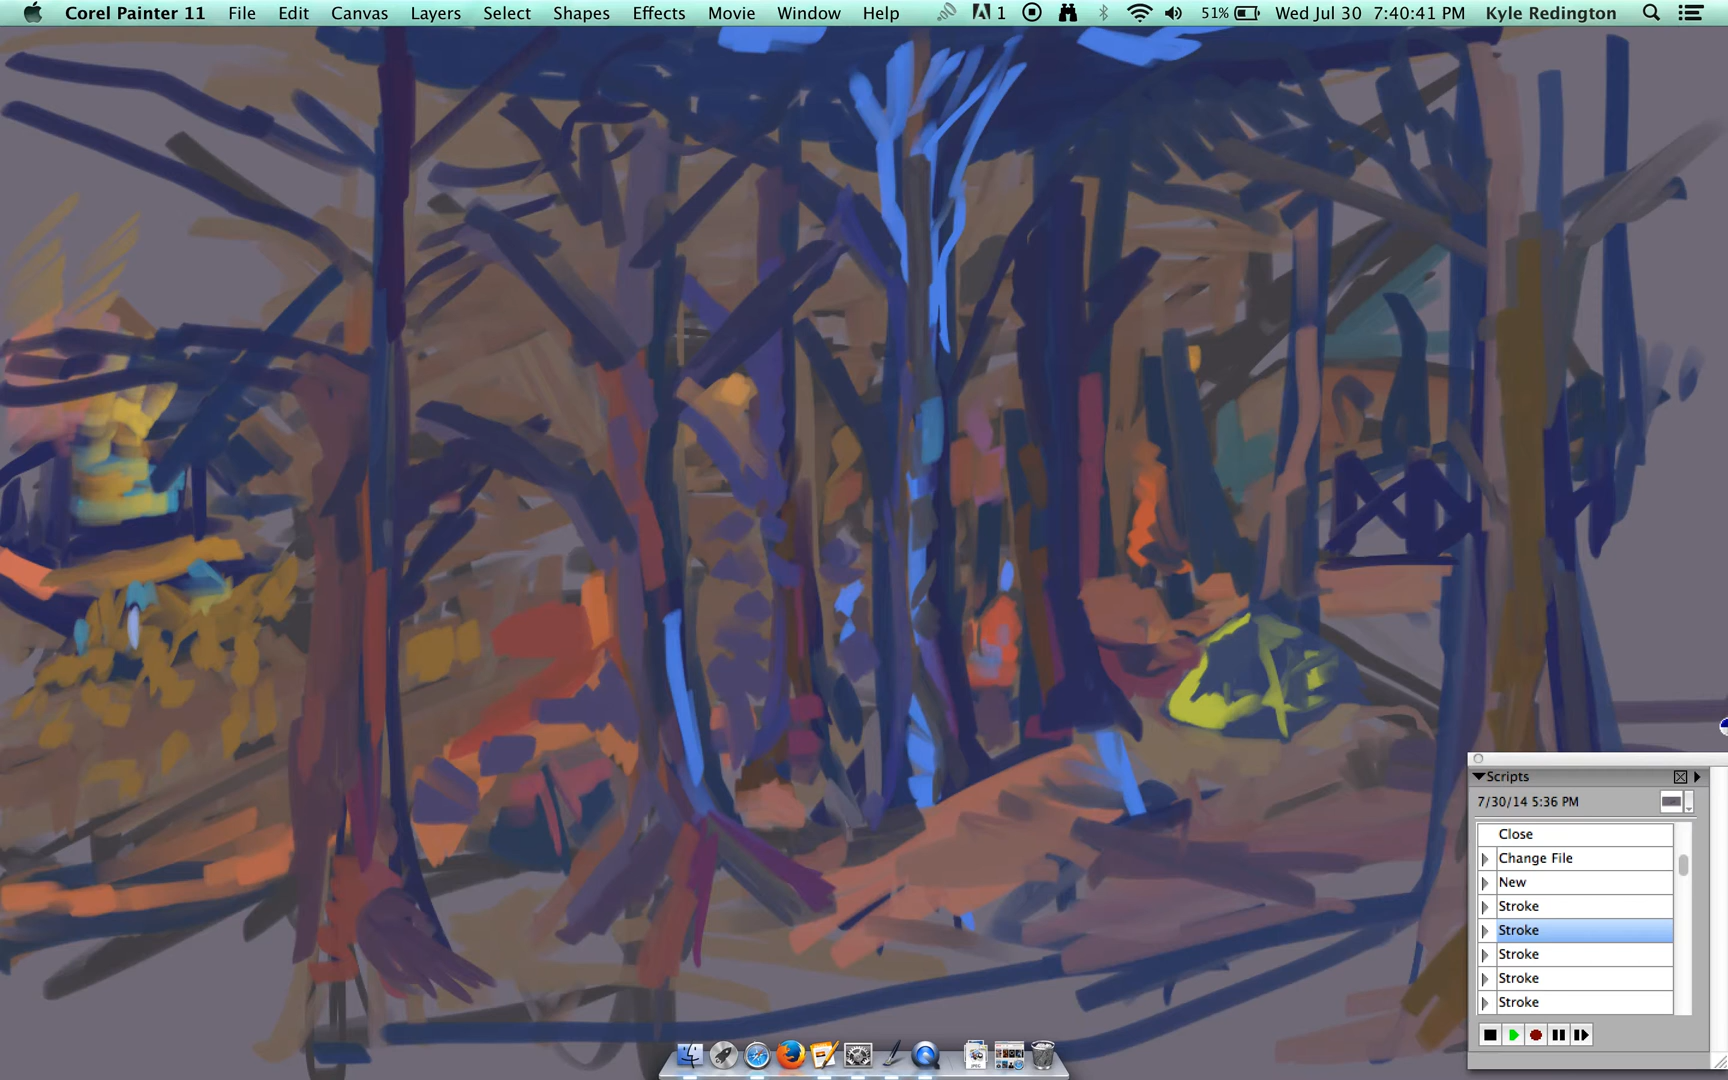 Corel Painter 11 File Edit Canvas Layers Select Shapes Effects Movie Window Help 1 51% Wed Jul 30 7:40:41 PM Kyle Redington
Scripts
7/30/14 5:36 PM
Close
Change File
New
Stroke
Stroke
Stroke
Stroke
Stroke
JPEG